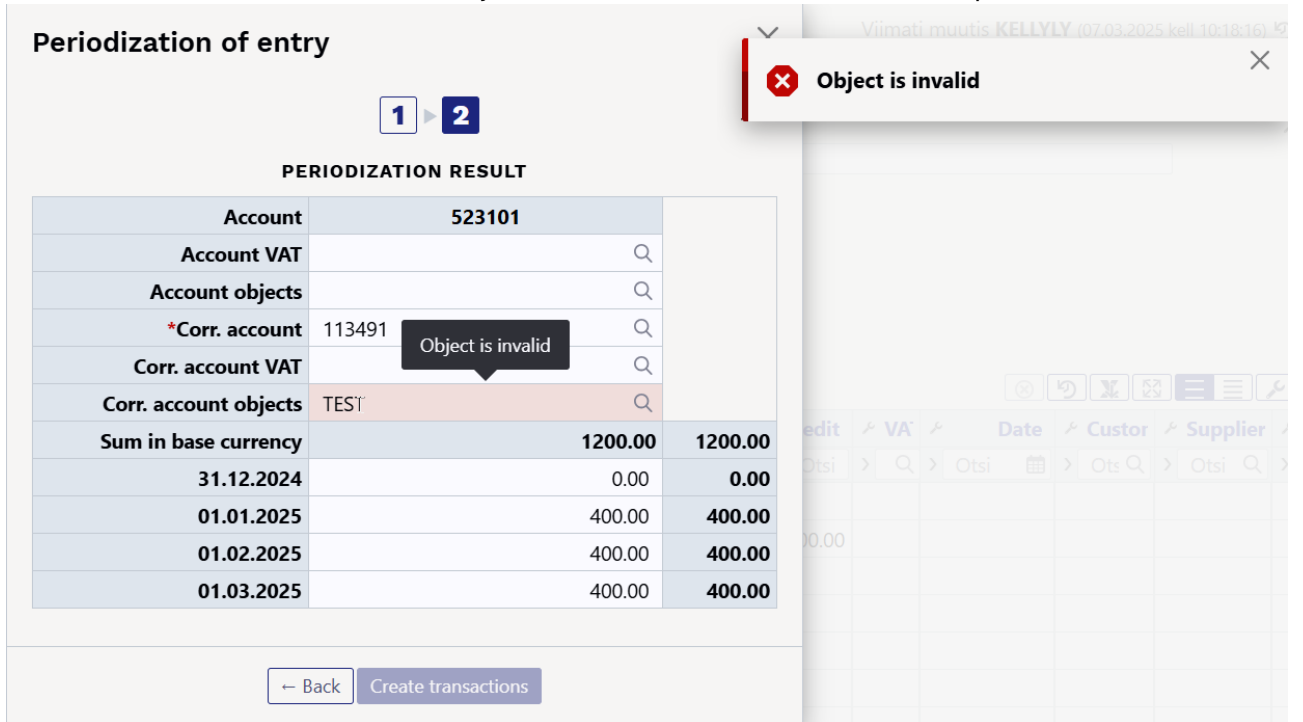 Periodization of entry
Viimati muutis KELLYLY (07.03.2025 kell 10:18:16)
Object is invalid
1 2
PERIODIZATION RESULT
Account 523101
Account VAT
Account objects
*Corr. account 113491
Object is invalid
Corr. account VAT
Corr. account objects TEST
Sum in base currency 1200.00 1200.00
edit VA Date Custor Supplier
31.12.2024 0.00 0.00
Otsi Otsi Ots Otsi
01.01.2025 400.00 400.00
01.02.2025 400.00 400.00
00.00
01.03.2025 400.00 400.00
← Back Create transactions